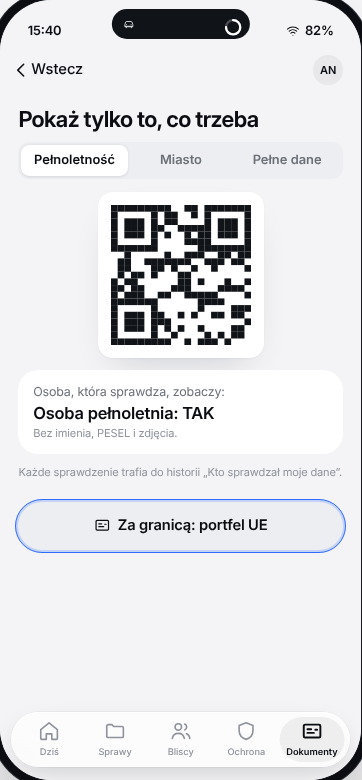 15:40
82%
Wstecz
AN
Pokaż tylko to, co trzeba
Pełnoletność
Miasto
Pełne dane
Osoba, która sprawdza, zobaczy:
Osoba pełnoletnia: TAK
Bez imienia, PESEL i zdjęcia.
Każde sprawdzenie trafia do historii „Kto sprawdzał moje dane”.
Za granicą: portfel UE
Dziś
Sprawy
Bliscy
Ochrona
Dokumenty